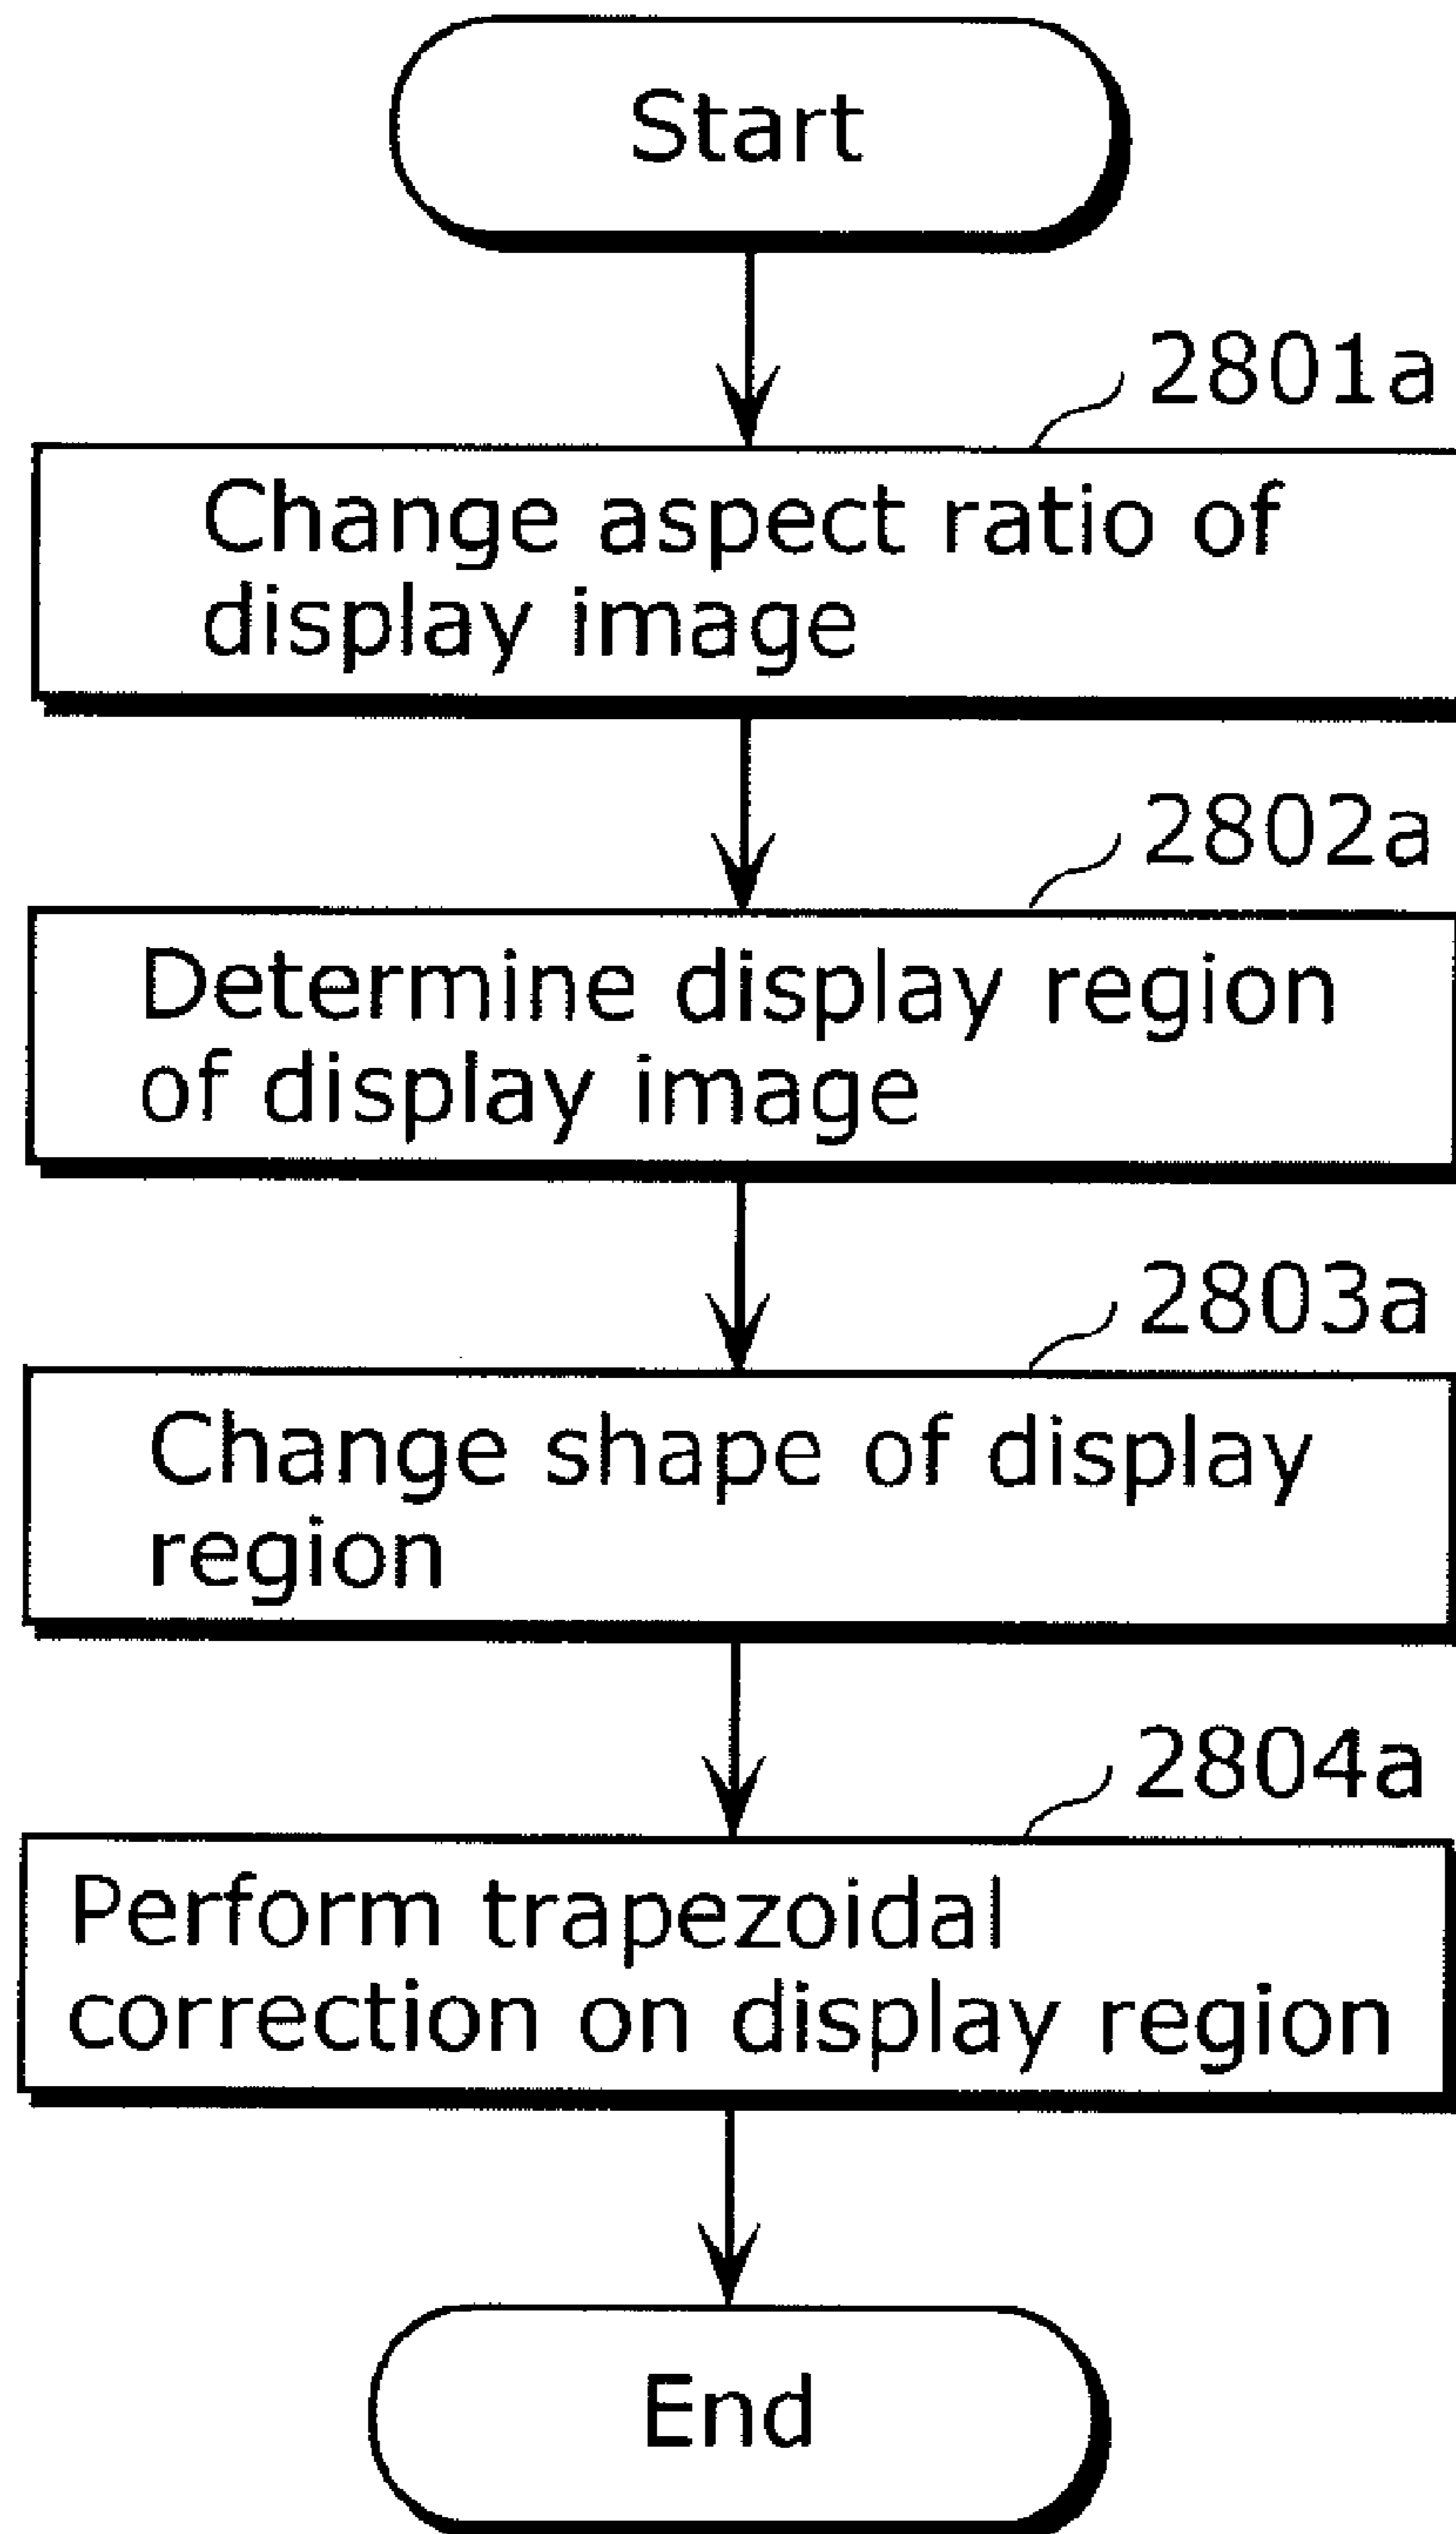 Start
2801a
Change aspect ratio of
display image
2802a
Determine display region
of display image
2803a
Change shape of display
region
2804a
Perform trapezoidal
correction on display region
End